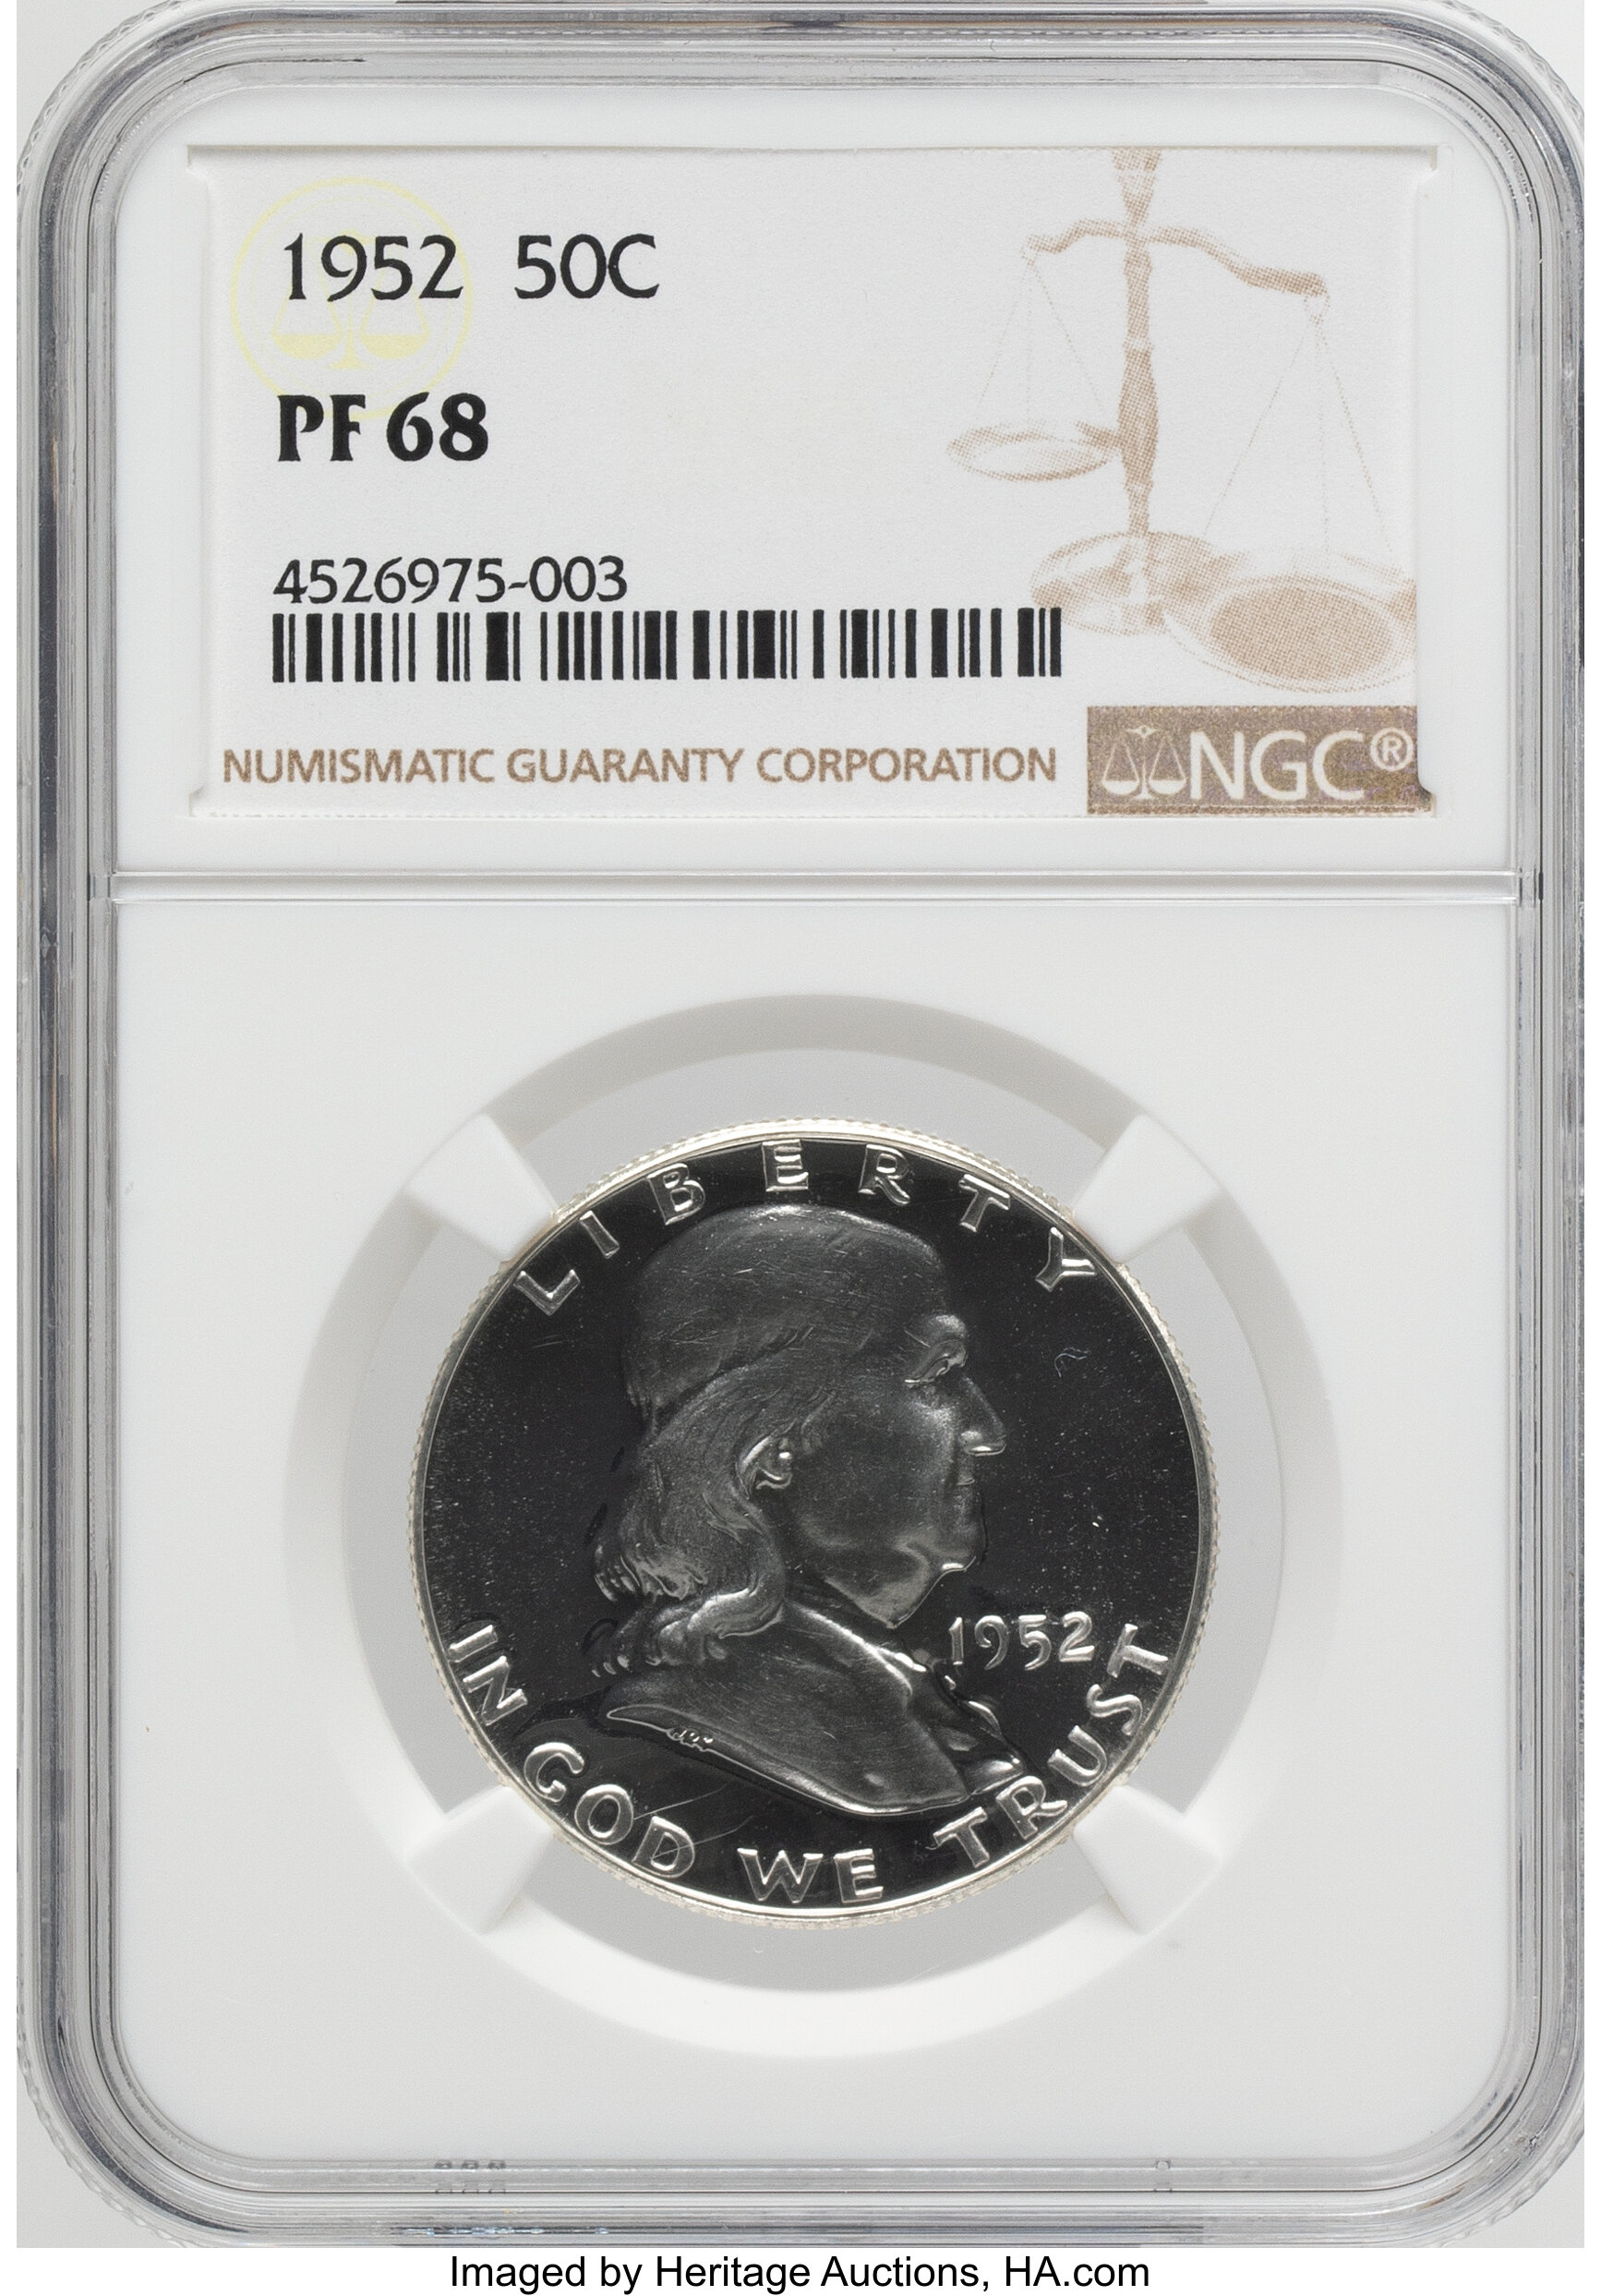 1952 50C
PF 68
4526975-003
NUMISMATIC GUARANTY CORPORATION
NGC®
LIBERTY
1952
IN GOD WE TRUST
Imaged by Heritage Auctions, HA.com